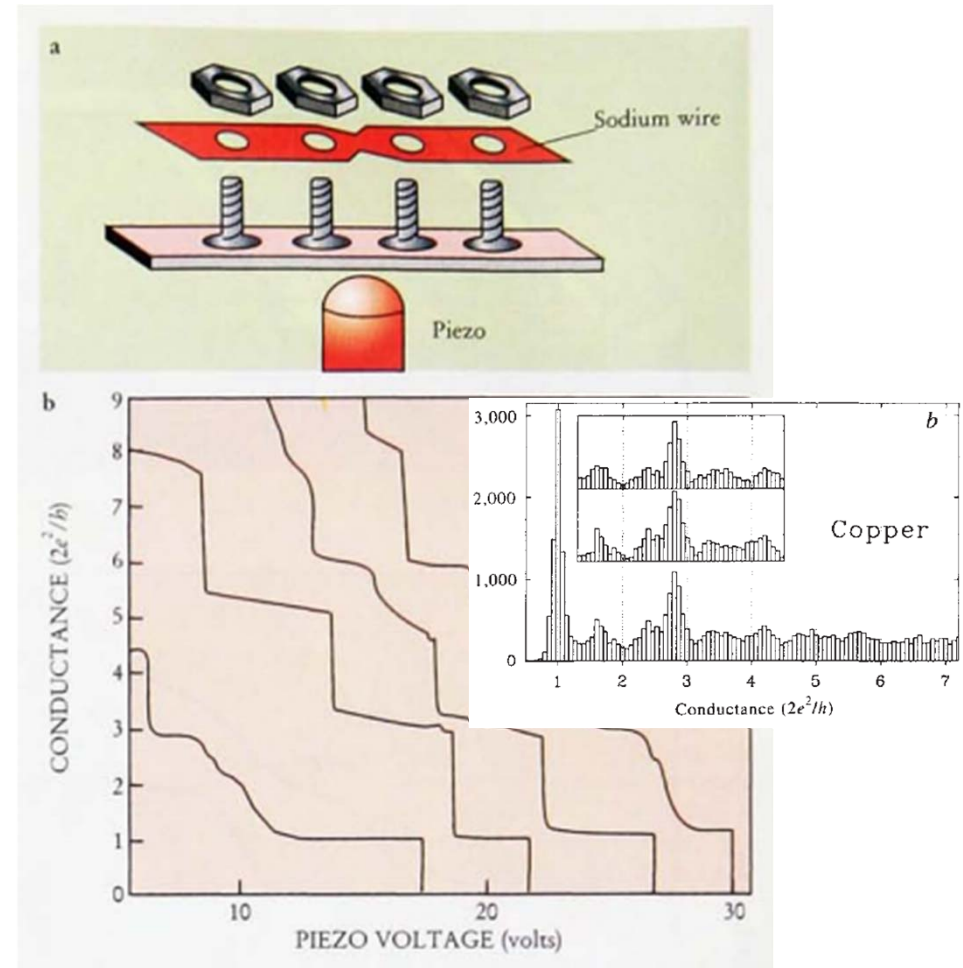 a
Sodium wire
Piezo
b
9
8
7
6
5
4
3
2
1
0
CONDUCTANCE (2e²/h)
10
20
30
PIEZO VOLTAGE (volts)
b
3,000
2,000
1,000
0
Copper
1
2
3
4
5
6
7
Conductance (2e²/h)